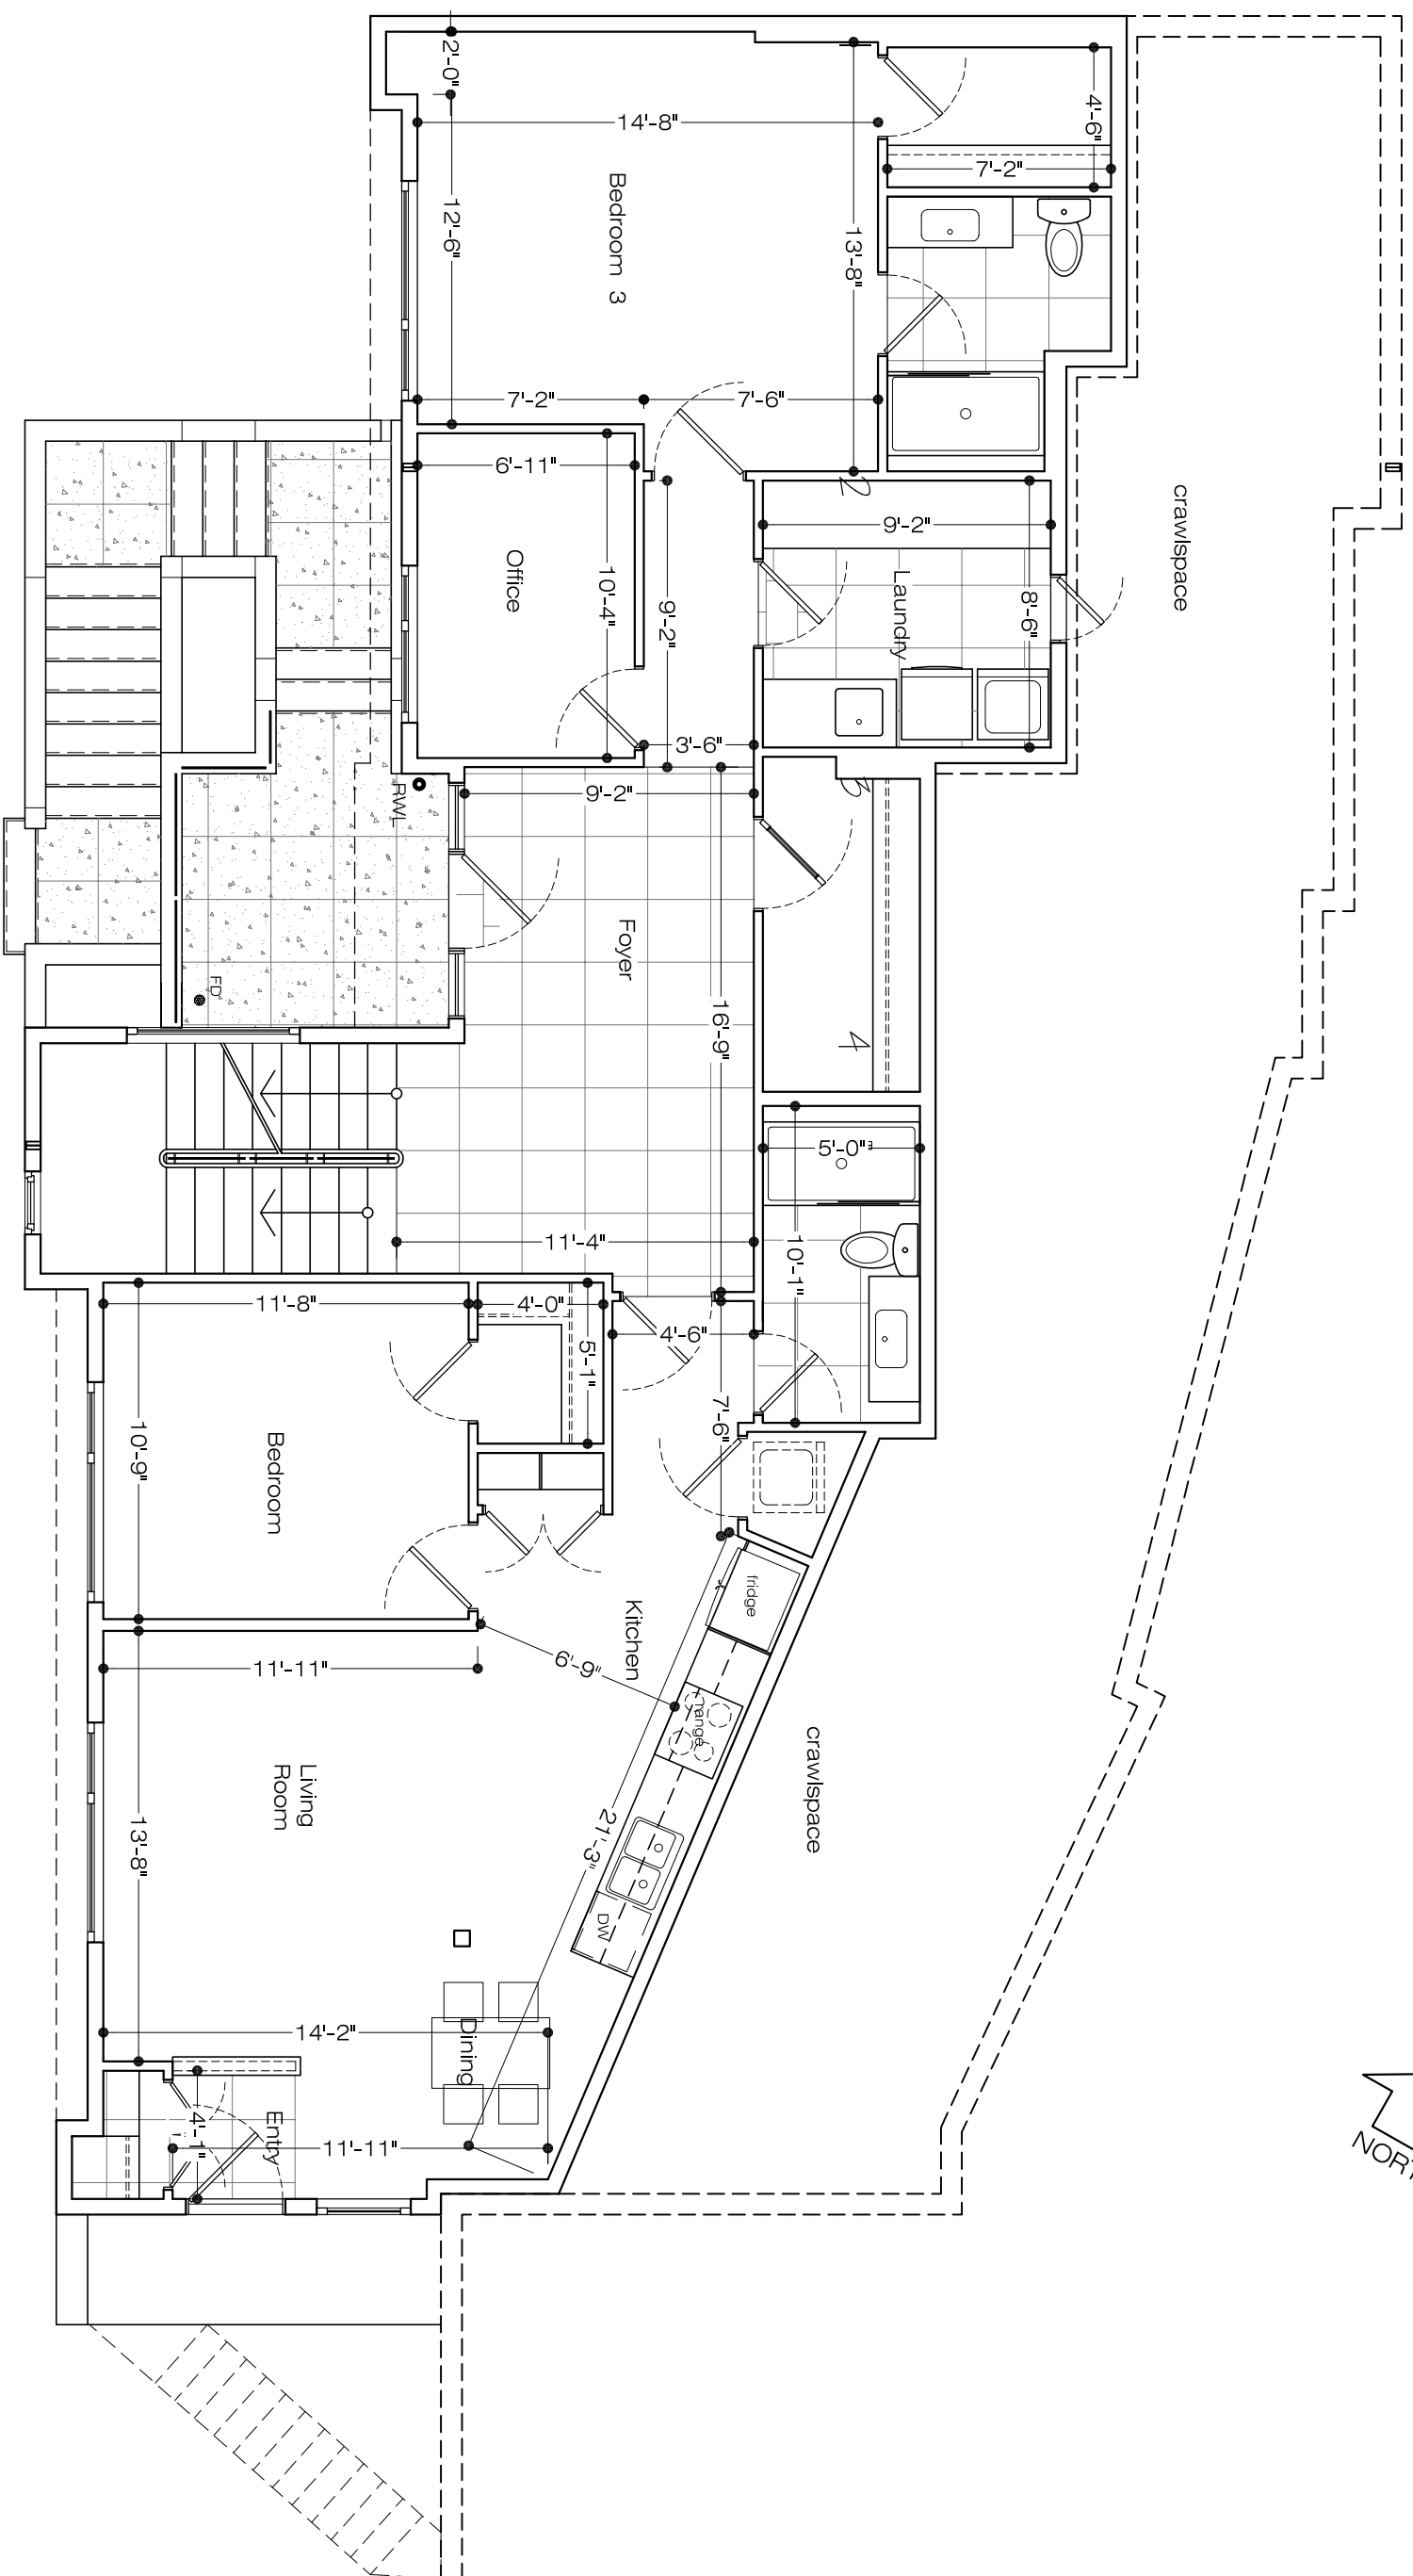 2'-0"
14'-8"
4'-6"
7'-2"
12'-6"
Bedroom 3
13'-8"
7'-2"
7'-6"
6'-11"
9'-2"
crawlspace
Office
10'-4"
9'-2"
Laundry
8'-6"
3'-6"
RWL
9'-2"
Foyer
FD
16'-9"
4
5'-0"
11'-4"
10'-1"
11'-8"
4'-0"
4'-6"
5'-1"
7'-6"
10'-9"
Bedroom
fridge
Kitchen
6'-9"
11'-11"
range
crawlspace
Living
Room
13'-8"
21'-3"
DW
14'-2"
Dining
Entry
4'-1"
11'-11"